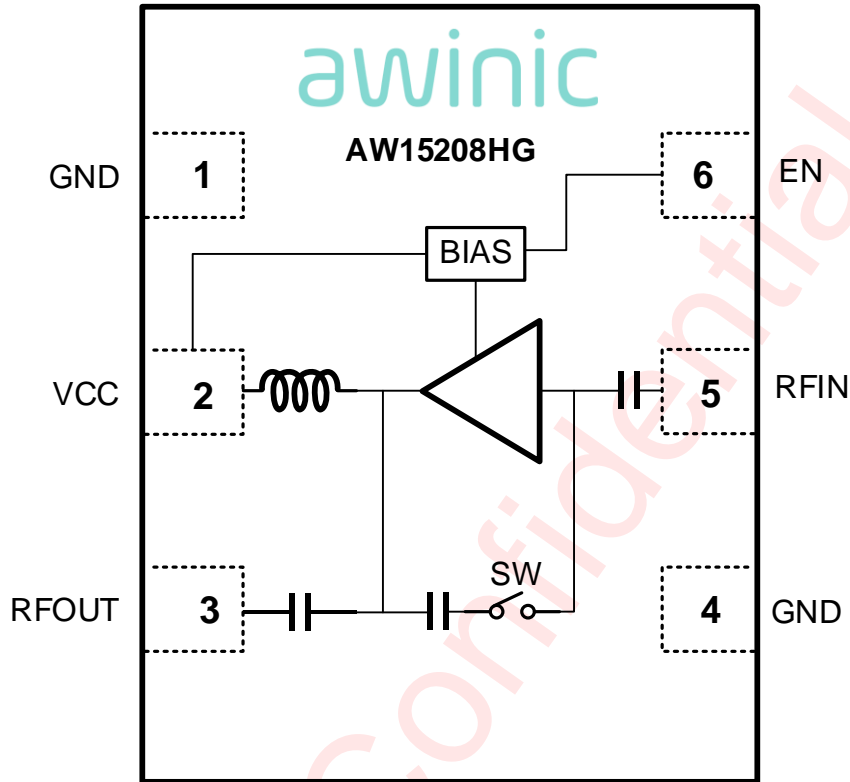 awinic
AW15208HG
GND 1
6 EN
BIAS
VCC 2
5 RFIN
SW
RFOUT 3
4 GND
Confidential